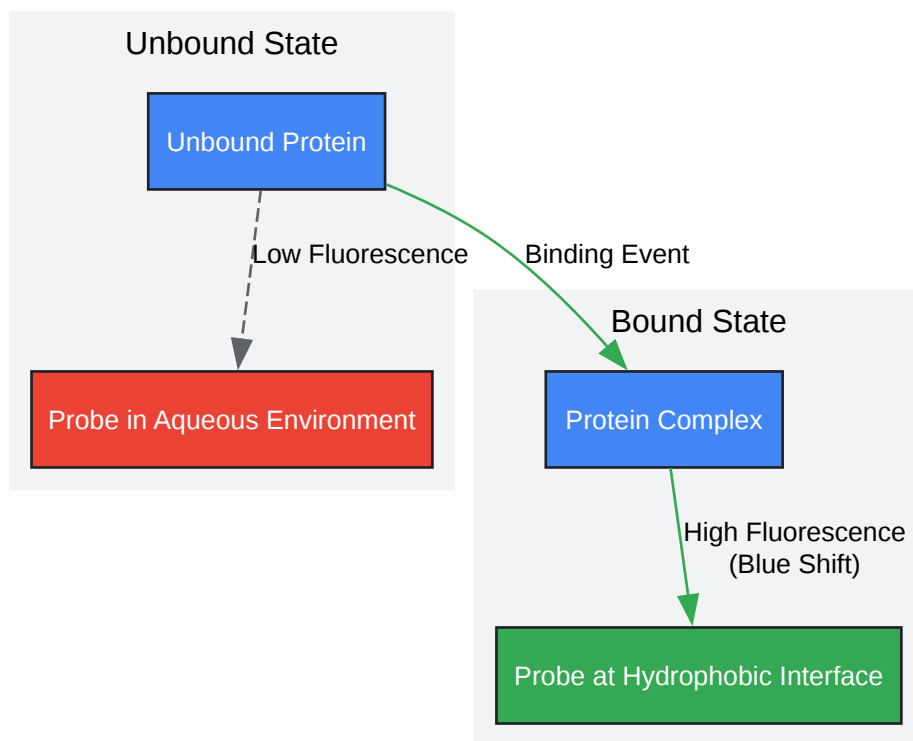 Unbound State
Unbound Protein
Low Fluorescence
Binding Event
Probe in Aqueous Environment
Bound State
Protein Complex
High Fluorescence
(Blue Shift)
Probe at Hydrophobic Interface